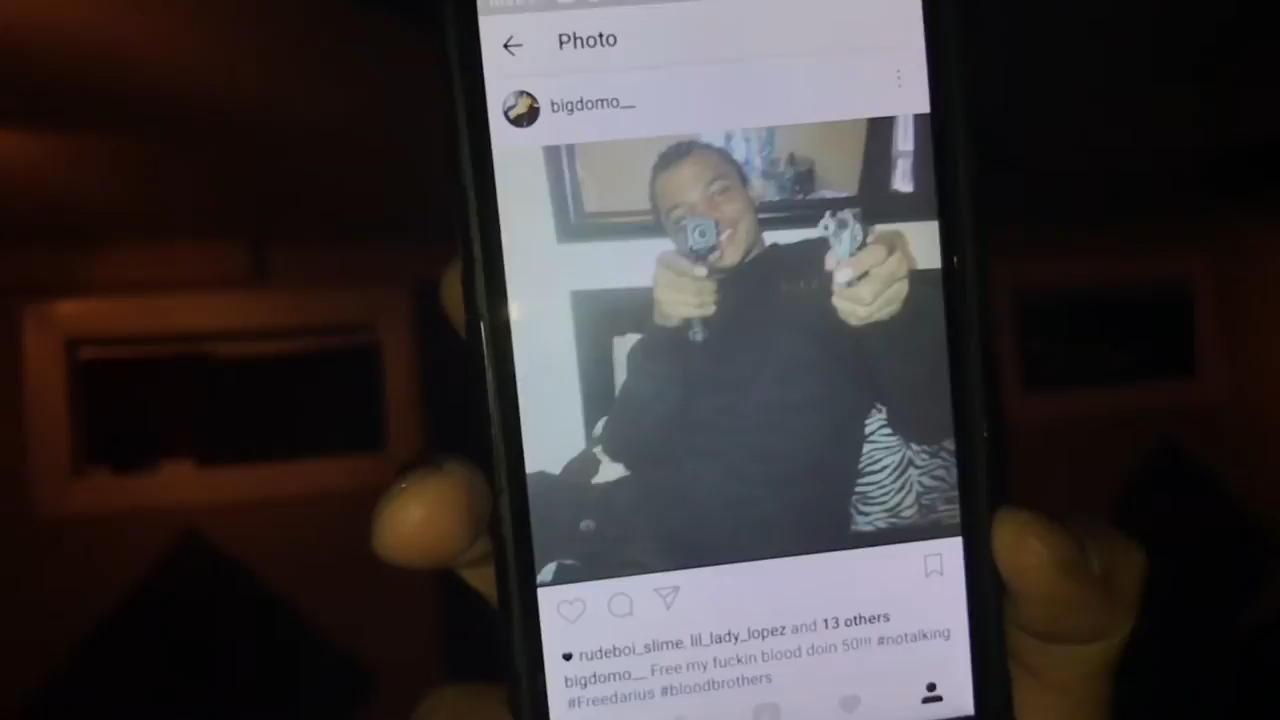 Photo
bigdomo__
rudeboi_slime, lil_lady_lopez and 13 others
bigdomo__ Free my fuckin blood doin 50!!! #notalking
#Freedarius #bloodbrothers